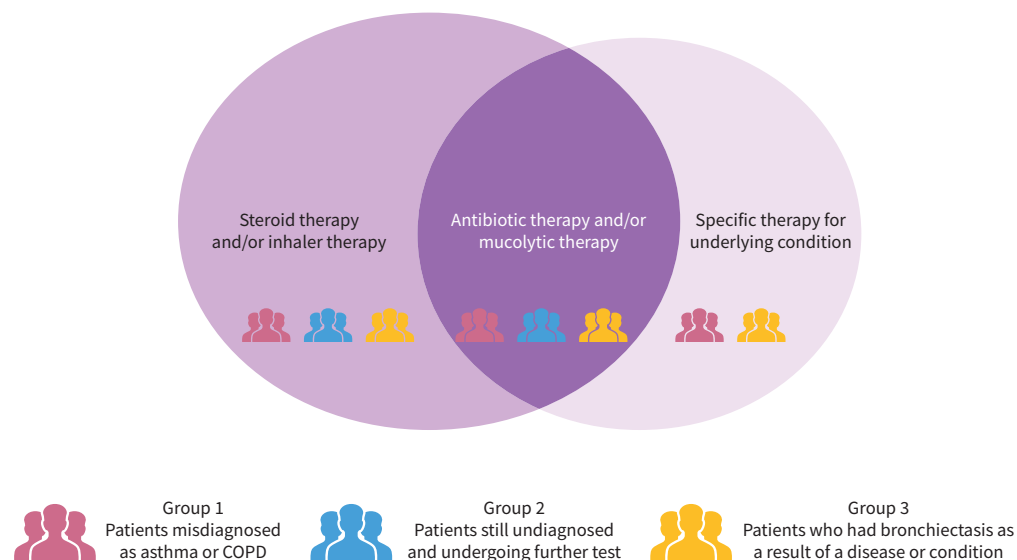 Steroid therapy
and/or inhaler therapy
Antibiotic therapy and/or
mucolytic therapy
Specific therapy for
underlying condition
Group 1
Patients misdiagnosed
as asthma or COPD
Group 2
Patients still undiagnosed
and undergoing further test
Group 3
Patients who had bronchiectasis as
a result of a disease or condition